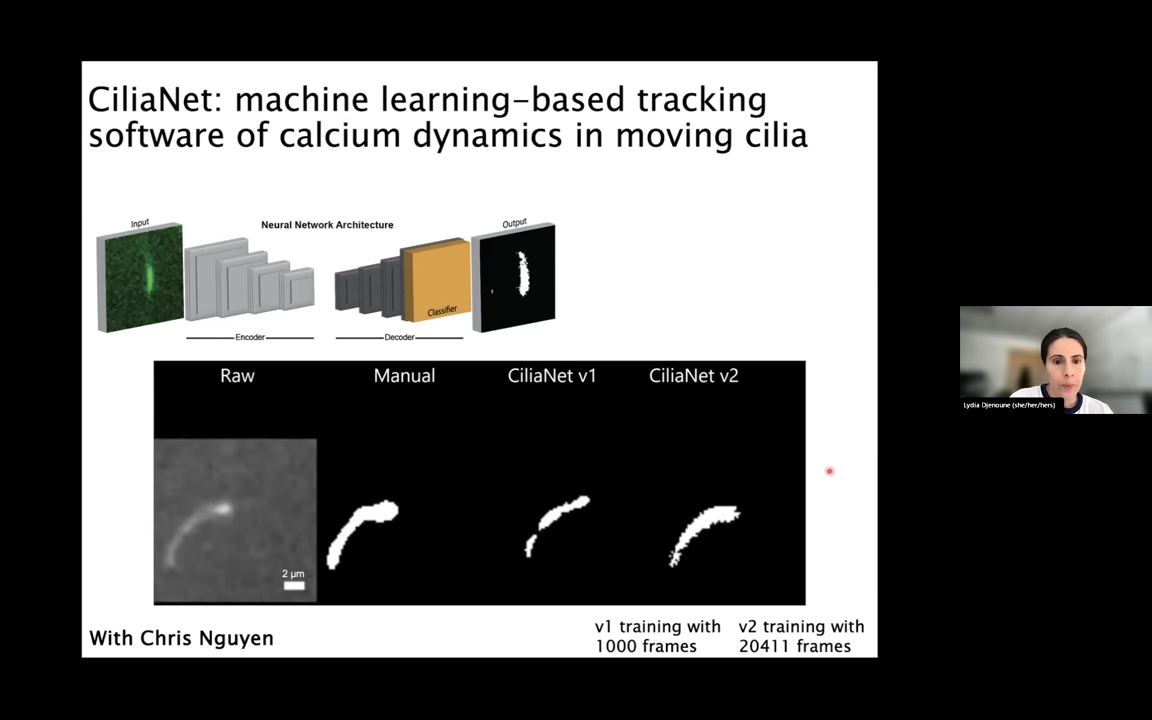 CiliaNet: machine learning-based tracking
software of calcium dynamics in moving cilia
Input
Neural Network Architecture
Output
Classifier
Encoder
Decoder
Raw
Manual
CiliaNet v1
CiliaNet v2
2 µm
Lydia Djenoune (she/her/hers)
With Chris Nguyen
v1 training with
1000 frames
v2 training with
20411 frames